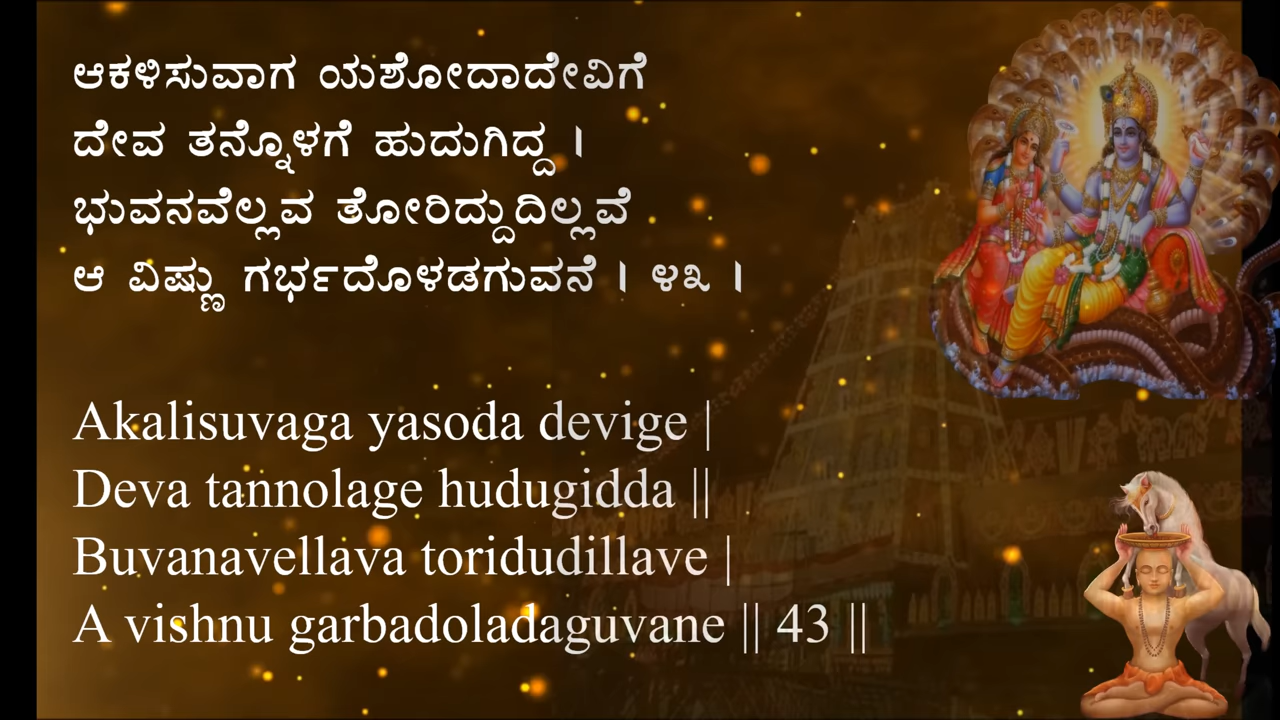 ಆಕಳಿಸುವಾಗ ಯಶೋದಾದೇವಿಗೆ
ದೇವ ತನ್ನೊಳಗೆ ಹುದುಗಿದ್ದ ।
ಭುವನವೆಲ್ಲವ ತೋರಿದ್ದುದಿಲ್ಲವೆ
ಆ ವಿಷ್ಣು ಗರ್ಭದೊಳಡಗುವನೆ । ೪೩ ।
Akalisuvaga yasoda devige |
Deva tannolage hudugidda ||
Buvanavellava toridudillave |
A vishnu garbadoladaguvane || 43 ||